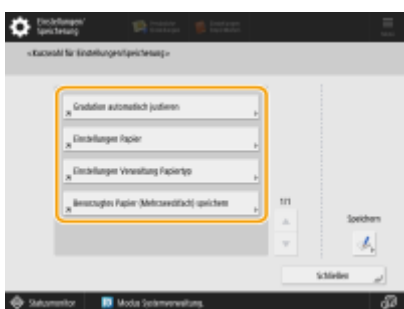 Einstellungen/
Speicherung
<Kurzwahl für Einstellungen/Speicherung>
Gradation automatisch justieren
Einstellungen Papier
Einstellungen Verwaltung Papiertyp
Bevorzugtes Papier (Mehrzweckfach) speichern
1/1
Speichern
Schließen
Statusmonitor
Modus Systemverwaltung.